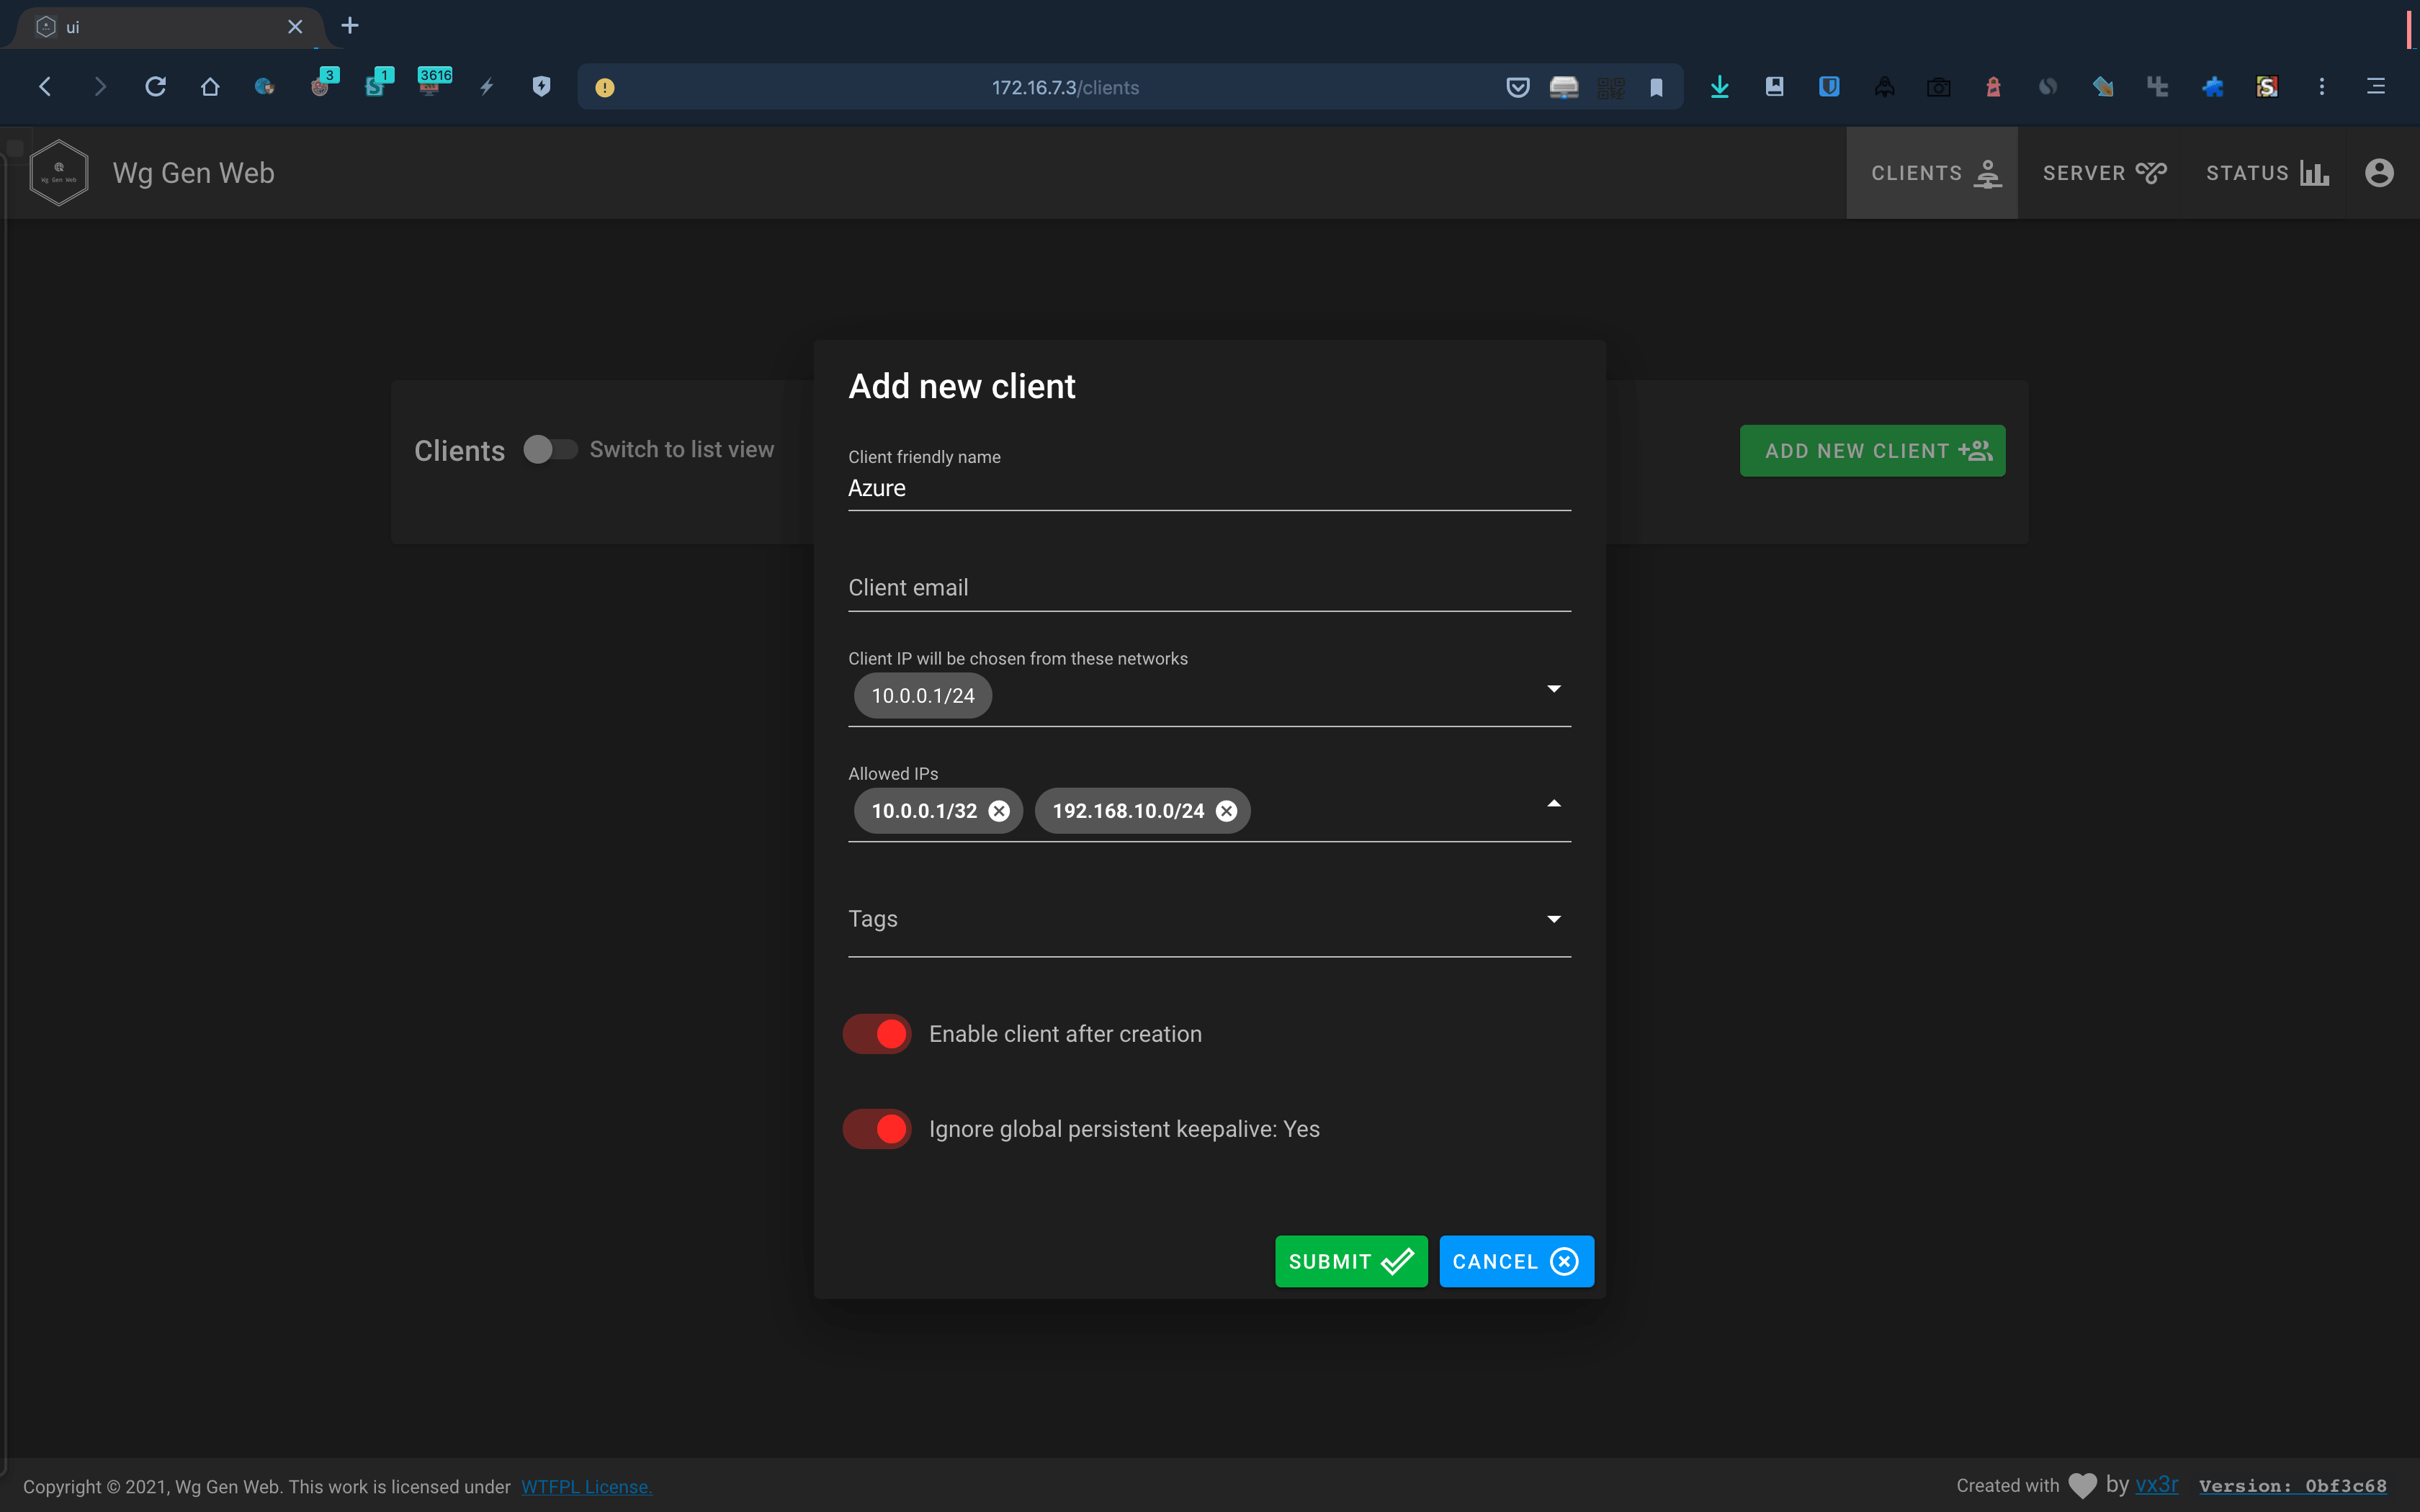 ui
3
1
3616
172.16.7.3/clients
Wg Gen Web
Wg Gen Web
CLIENTS
SERVER
STATUS
Clients
Switch to list view
ADD NEW CLIENT
Add new client
Client friendly name
Azure
Client email
Client IP will be chosen from these networks
10.0.0.1/24
Allowed IPs
10.0.0.1/32 192.168.10.0/24
Tags
Enable client after creation
Ignore global persistent keepalive: Yes
SUBMIT
CANCEL
Copyright © 2021, Wg Gen Web. This work is licensed under WTFPL License.
Created with by vx3r Version: 0bf3c68